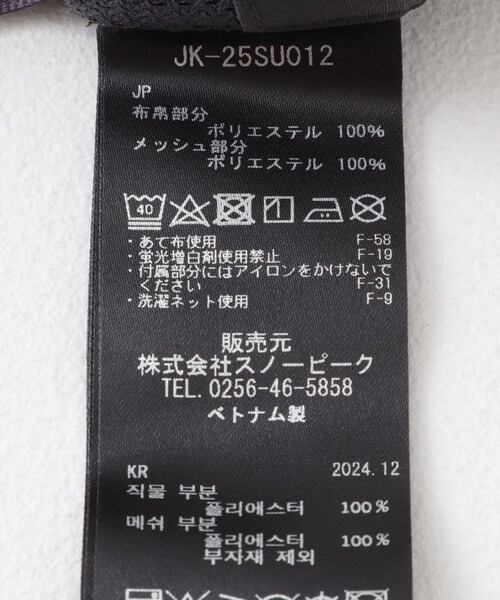 JK-25SU012
JP
布帛部分
ポリエステル 100%
メッシュ部分
ポリエステル 100%
40
・あて布使用 F-58
・蛍光増白剤使用禁止 F-19
・付属部分にはアイロンをかけないで
ください F-31
・洗濯ネット使用 F-9
販売元
株式会社スノーピーク
TEL. 0256-46-5858
ベトナム製
KR 2024.12
직물 부분
폴리에스터 100%
메쉬 부분
폴리에스터 100%
부자재 제외